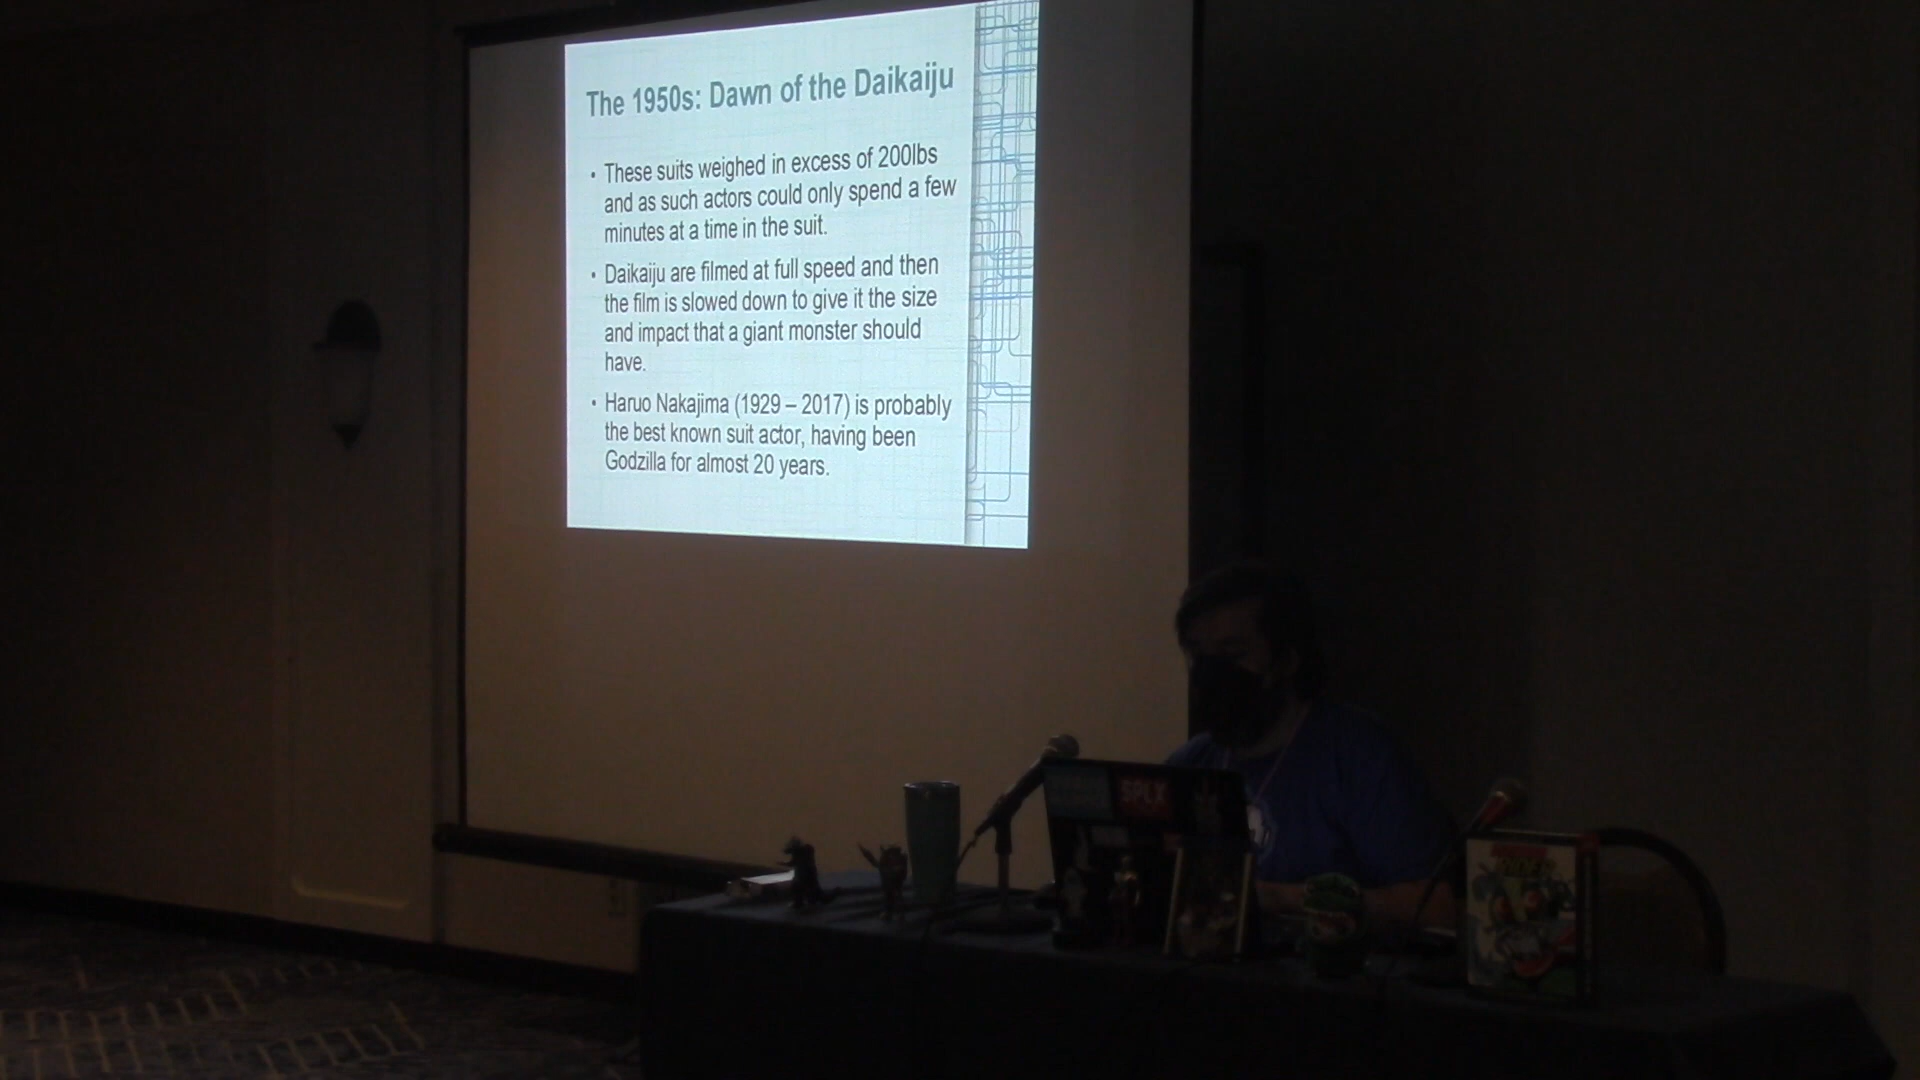 The 1950s: Dawn of the Daikaiju
• These suits weighed in excess of 200lbs
and as such actors could only spend a few
minutes at a time in the suit.
• Daikaiju are filmed at full speed and then
the film is slowed down to give it the size
and impact that a giant monster should
have.
• Haruo Nakajima (1929 – 2017) is probably
the best known suit actor, having been
Godzilla for almost 20 years.
SPLX